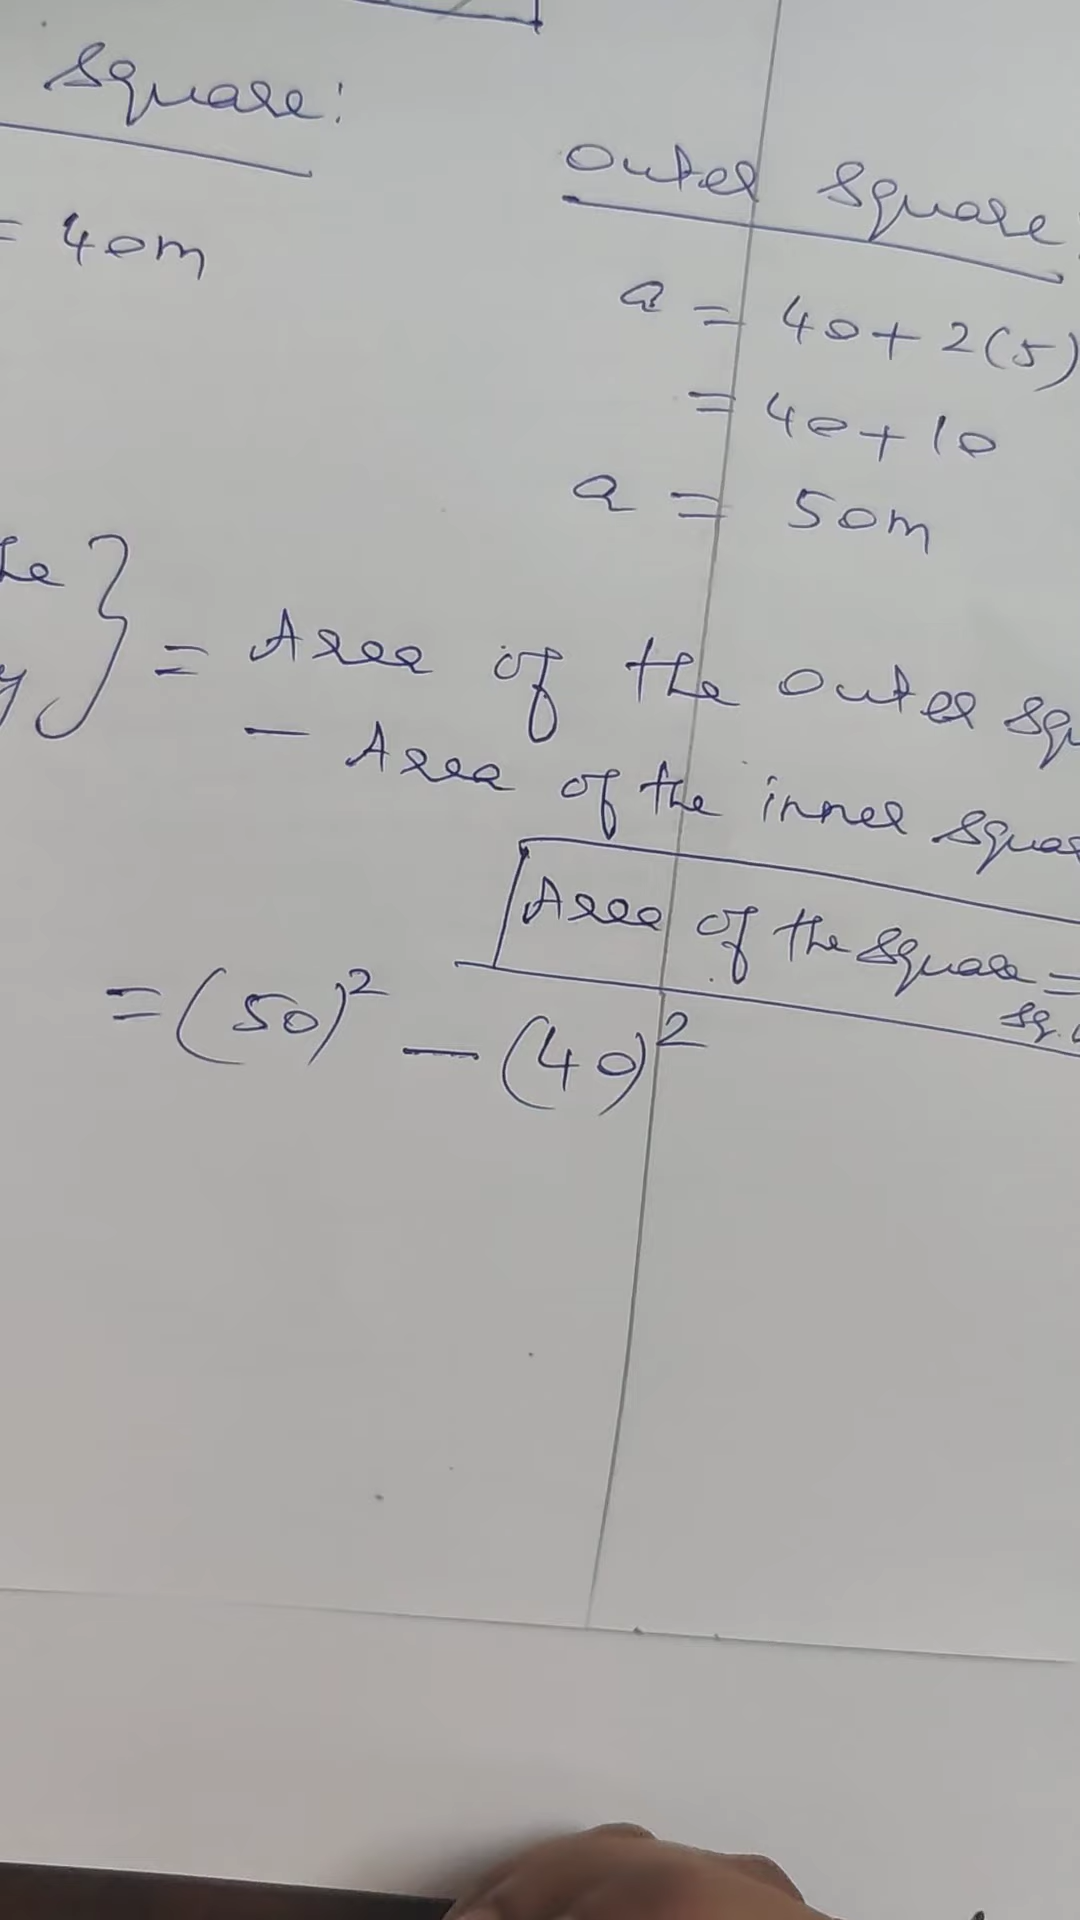 Square:
= 40m
Outer Square:
a = 40+2(5)
= 40+10
a = 50m
} = Area of the outer
- Area of the inner
Area of the square =
sq.
= (50)² - (40)²